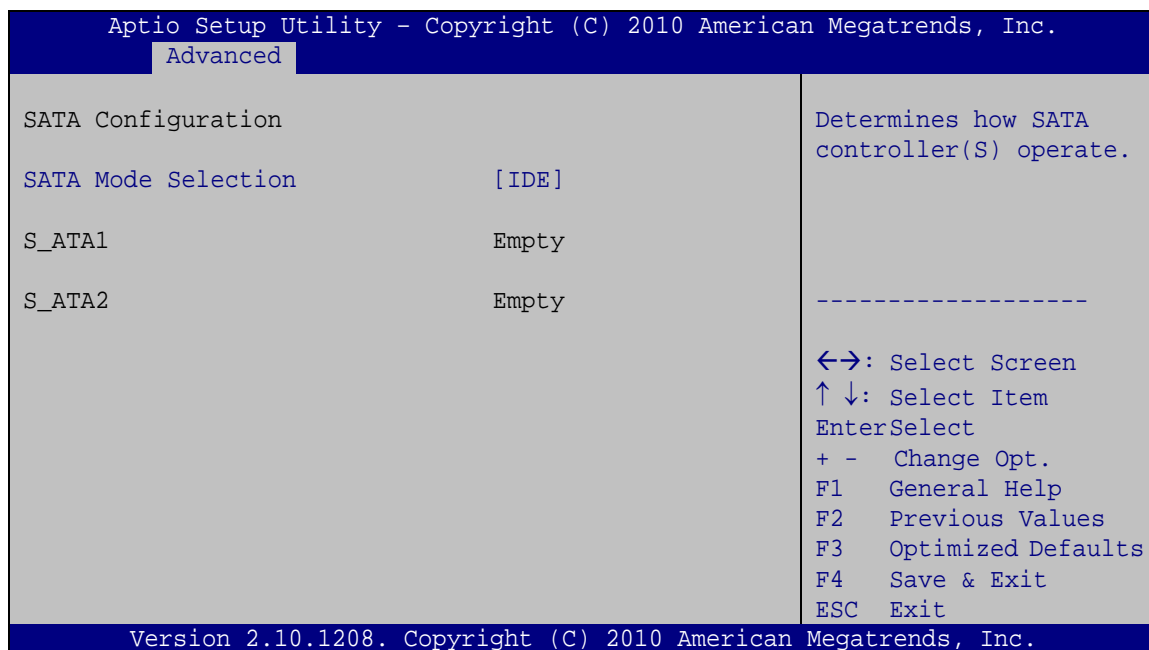 Aptio Setup Utility – Copyright (C) 2010 American Megatrends, Inc.
Advanced
SATA Configuration
SATA Mode Selection [IDE]
S_ATA1 Empty
S_ATA2 Empty
Determines how SATA
controller(S) operate.
-------------------
←→: Select Screen
↑ ↓: Select Item
EnterSelect
+ - Change Opt.
F1 General Help
F2 Previous Values
F3 Optimized Defaults
F4 Save & Exit
ESC Exit
Version 2.10.1208. Copyright (C) 2010 American Megatrends, Inc.